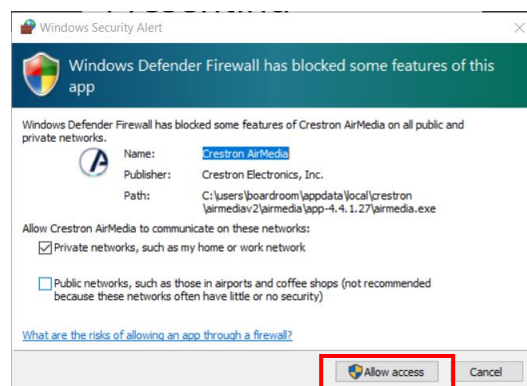 Presenting
Windows Security Alert
Windows Defender Firewall has blocked some features of this
app
Windows Defender Firewall has blocked some features of Crestron AirMedia on all public and
private networks.
Name: Crestron AirMedia
Publisher: Crestron Electronics, Inc.
Path: C:\users\boardroom\appdata\local\crestron
\airmediav2\airmedia\app-4.4.1.27\airmedia.exe
Allow Crestron AirMedia to communicate on these networks:
Private networks, such as my home or work network
Public networks, such as those in airports and coffee shops (not recommended
because these networks often have little or no security)
What are the risks of allowing an app through a firewall?
Allow access Cancel